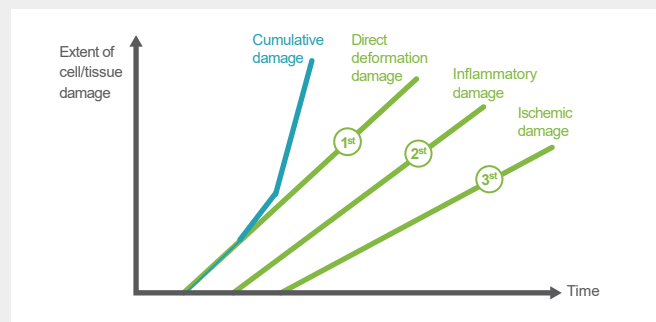 Extent of
cell/tissue
damage
Cumulative
damage
Direct
deformation
damage
Inflammatory
damage
Ischemic
damage
1st
2st
3st
Time